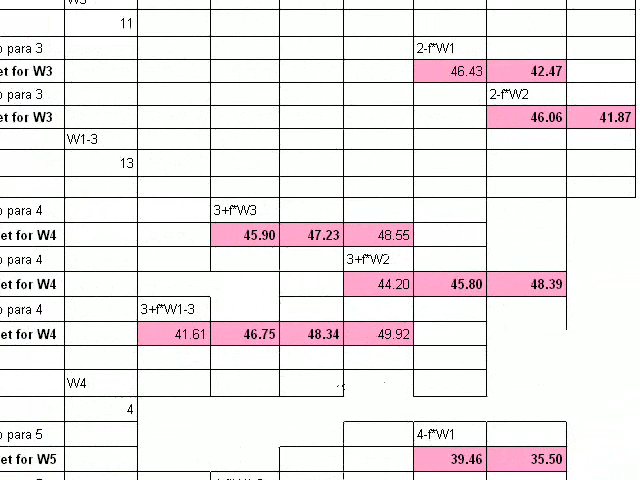 11
o para 3 2-f*W1
et for W3 46.43 42.47
o para 3 2-f*W2
et for W3 46.06 41.87
W1-3
13
o para 4 3+f*W3
et for W4 45.90 47.23 48.55
o para 4 3+f*W2
et for W4 44.20 45.80 48.39
o para 4 3+f*W1-3
et for W4 41.61 46.75 48.34 49.92
W4
4
o para 5 4-f*W1
et for W5 39.46 35.50